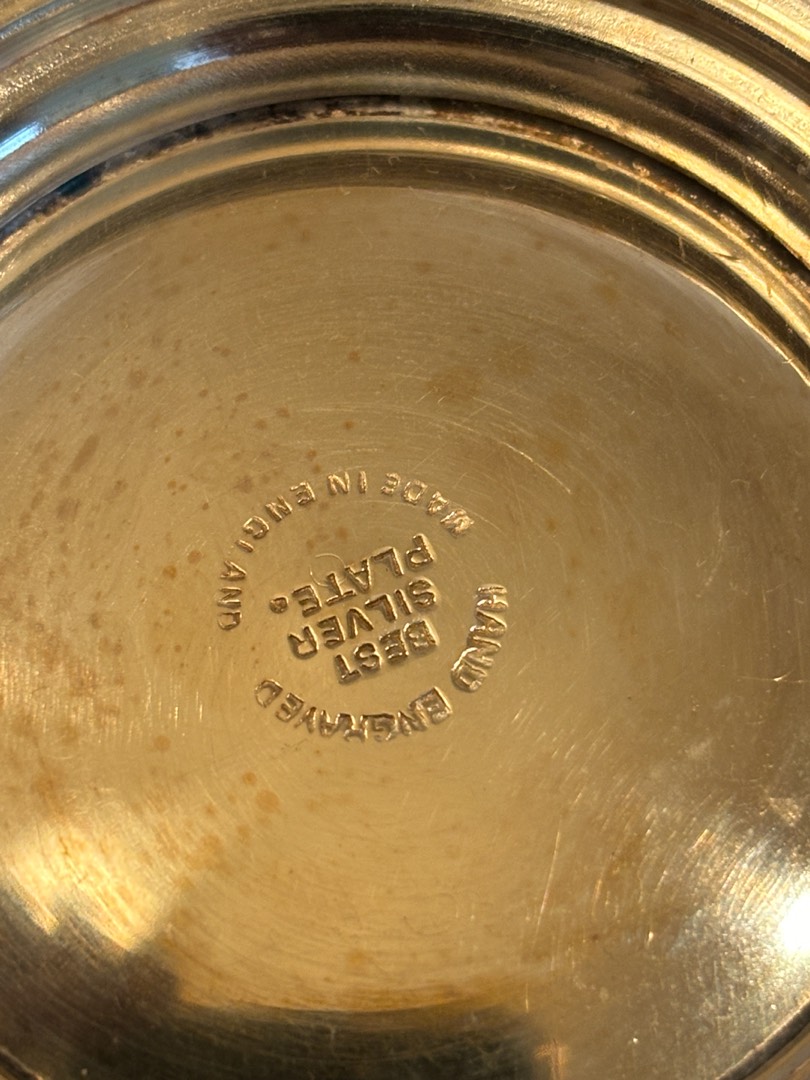 HAND ENGRAVED
BEST
SILVER
PLATE.
MADE IN ENGLAND